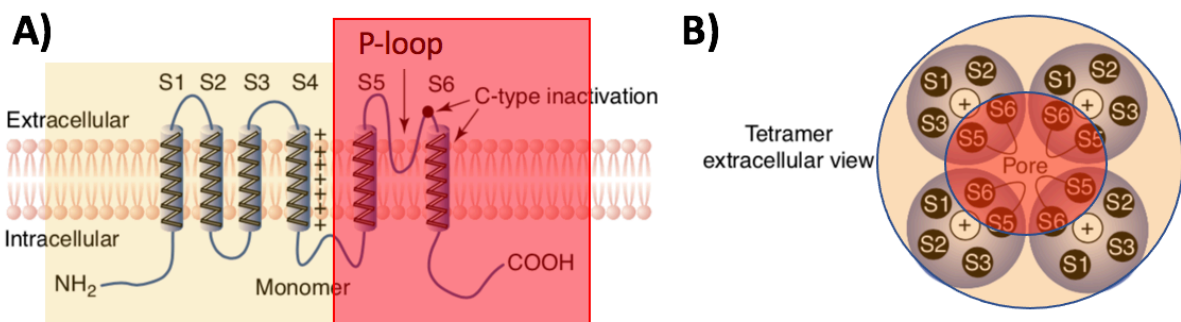 A)
P-loop
S1 S2 S3 S4 S5 S6
C-type inactivation
Extracellular
+
+
+
+
+
+
+
Intracellular
NH2
Monomer
COOH
B)
Tetramer
extracellular view
S1 S2 S3 + S6 S5
S1 S2 S6 + S3 S5
Pore
S1 S6 S2 + S5 S3
S5 S2 S6 + S3 S1